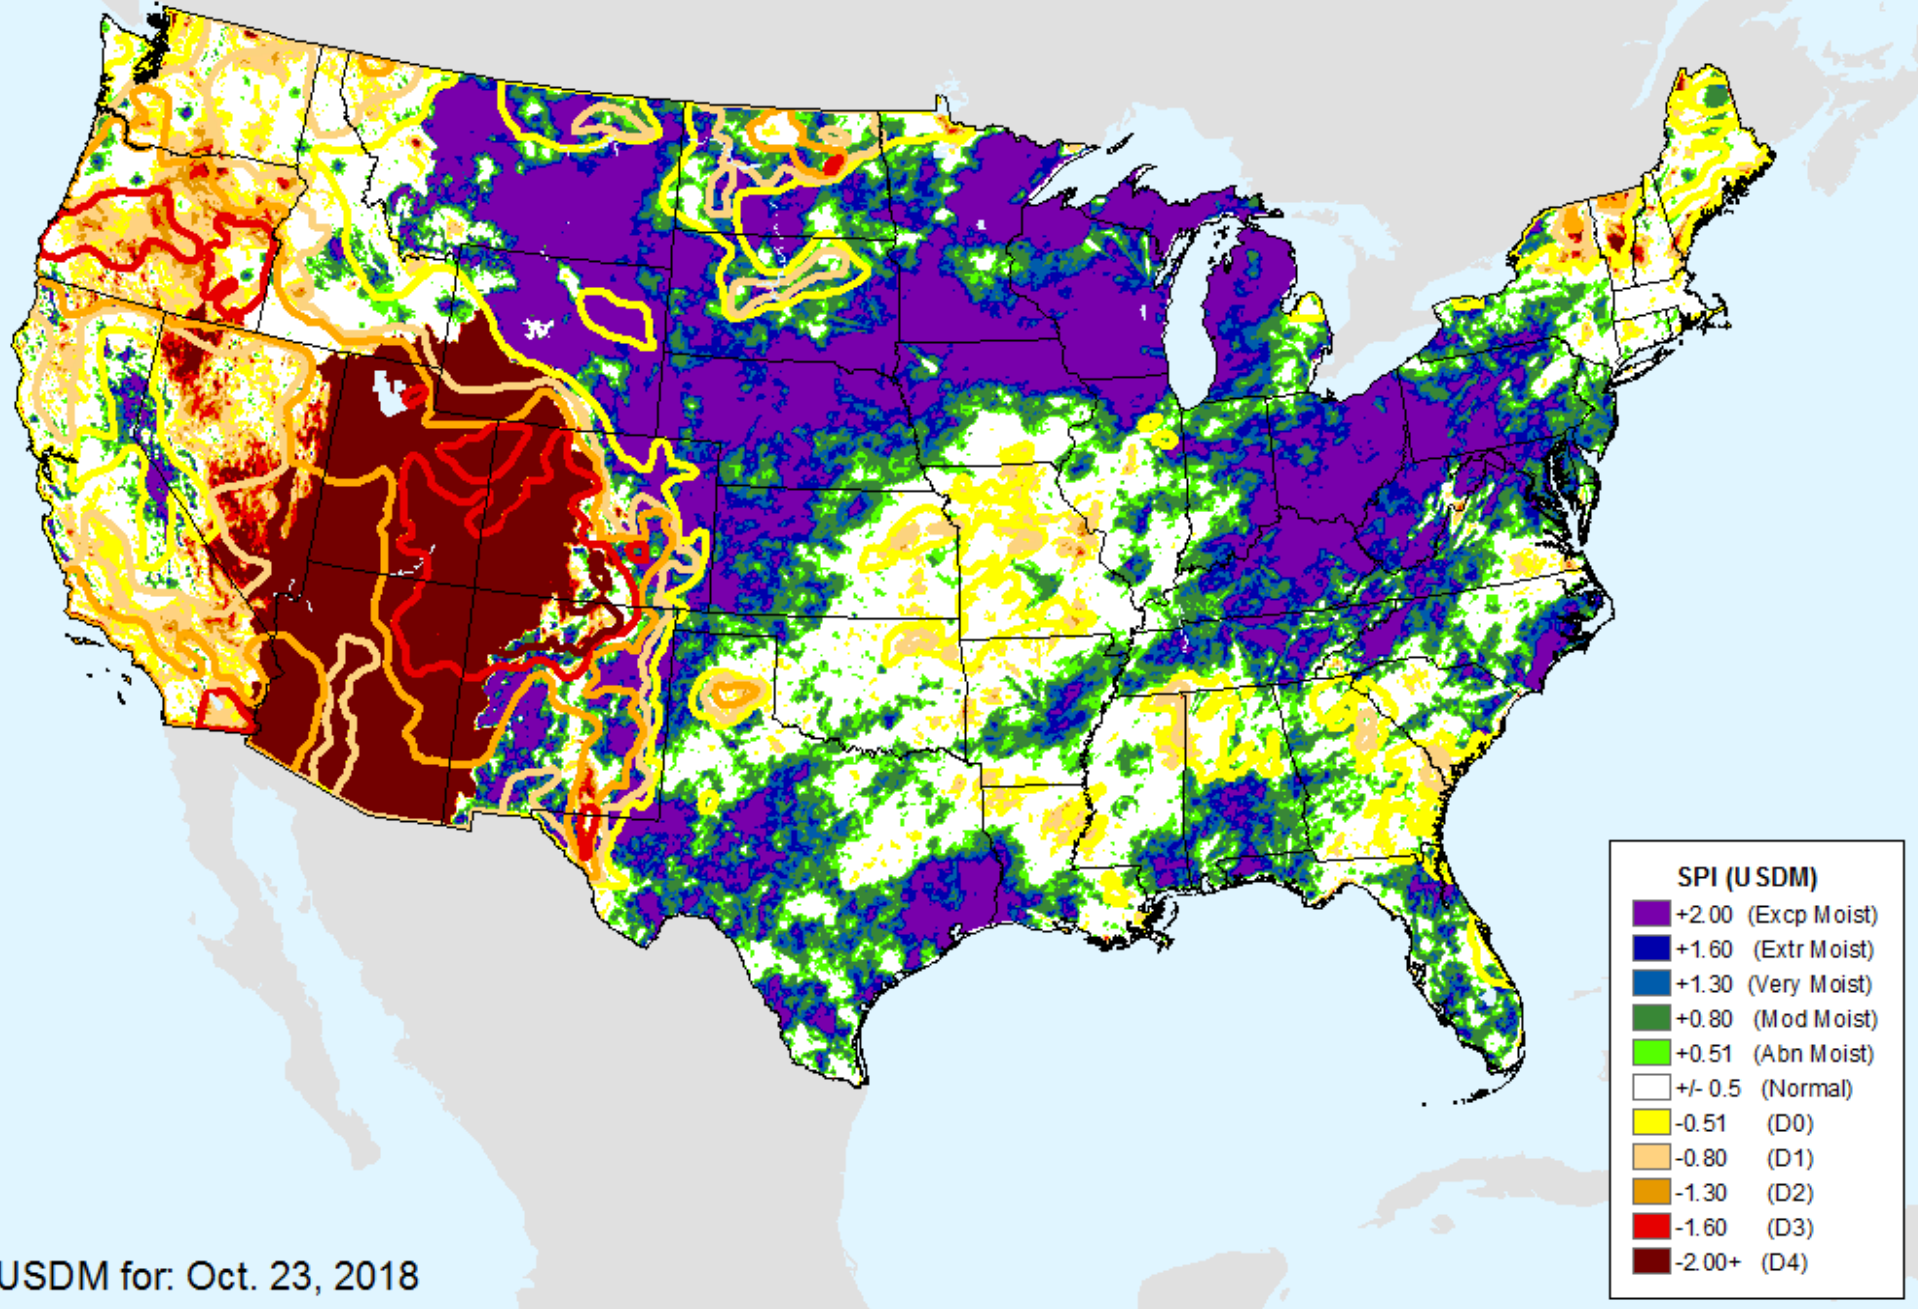 SPI (USDM)
+2.00 (Excp Moist)
+1.60 (Extr Moist)
+1.30 (Very Moist)
+0.80 (Mod Moist)
+0.51 (Abn Moist)
+/- 0.5 (Normal)
-0.51 (D0)
-0.80 (D1)
-1.30 (D2)
-1.60 (D3)
-2.00+ (D4)
USDM for: Oct. 23, 2018